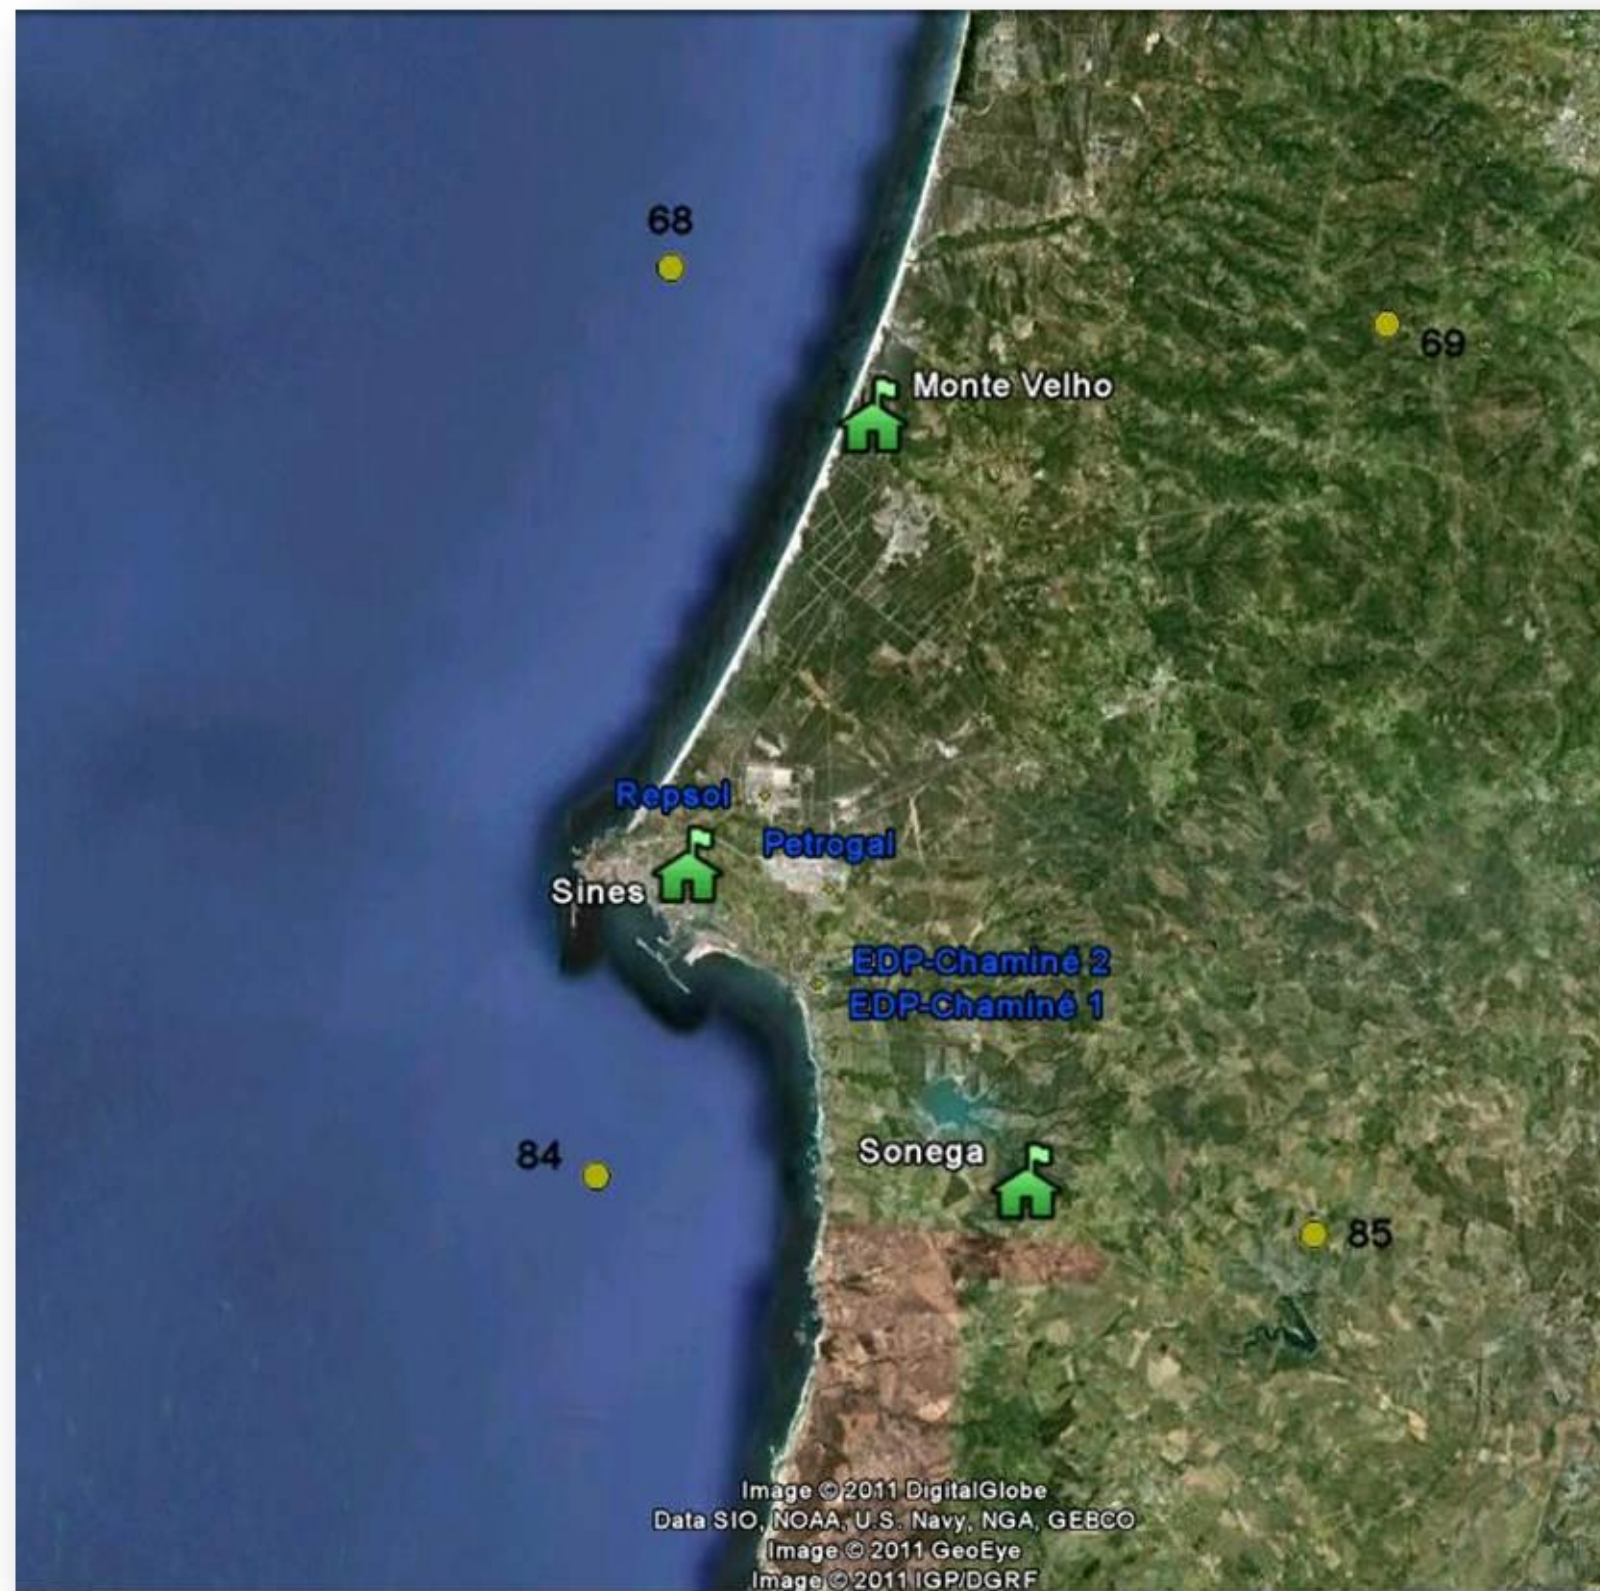 68
69
Monte Velho
Repsol
Petrogal
Sines
EDP-Chaminé 2
EDP-Chaminé 1
Sonega
84
85
Image © 2011 DigitalGlobe
Data SIO, NOAA, U.S. Navy, NGA, GEBCO
Image © 2011 GeoEye
Image © 2011 IGP/DGRF